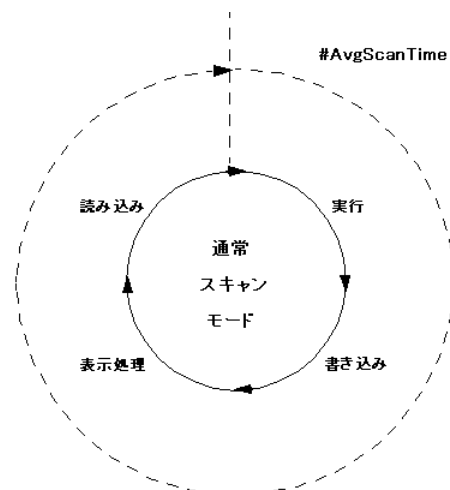 #AvgScanTime
読み込み
実行
通常
スキャン
モード
表示処理
書き込み